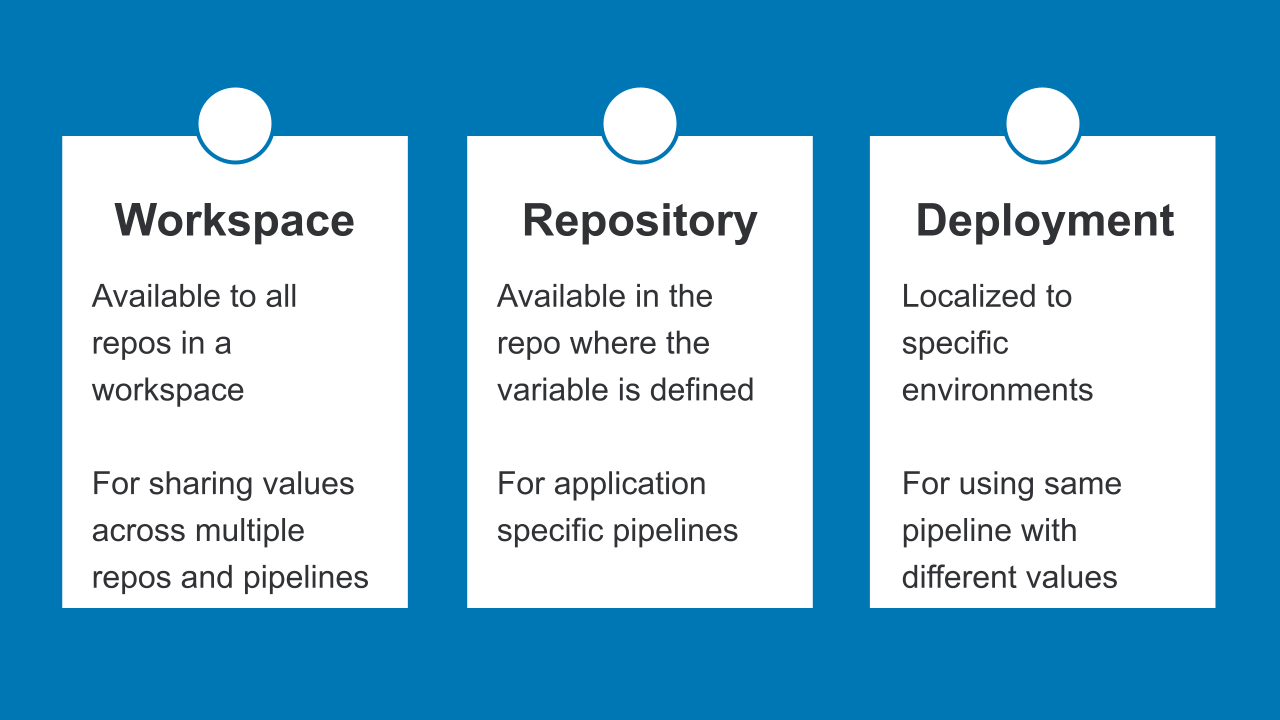 Workspace
Available to all
repos in a
workspace
For sharing values
across multiple
repos and pipelines
Repository
Available in the
repo where the
variable is defined
For application
specific pipelines
Deployment
Localized to
specific
environments
For using same
pipeline with
different values